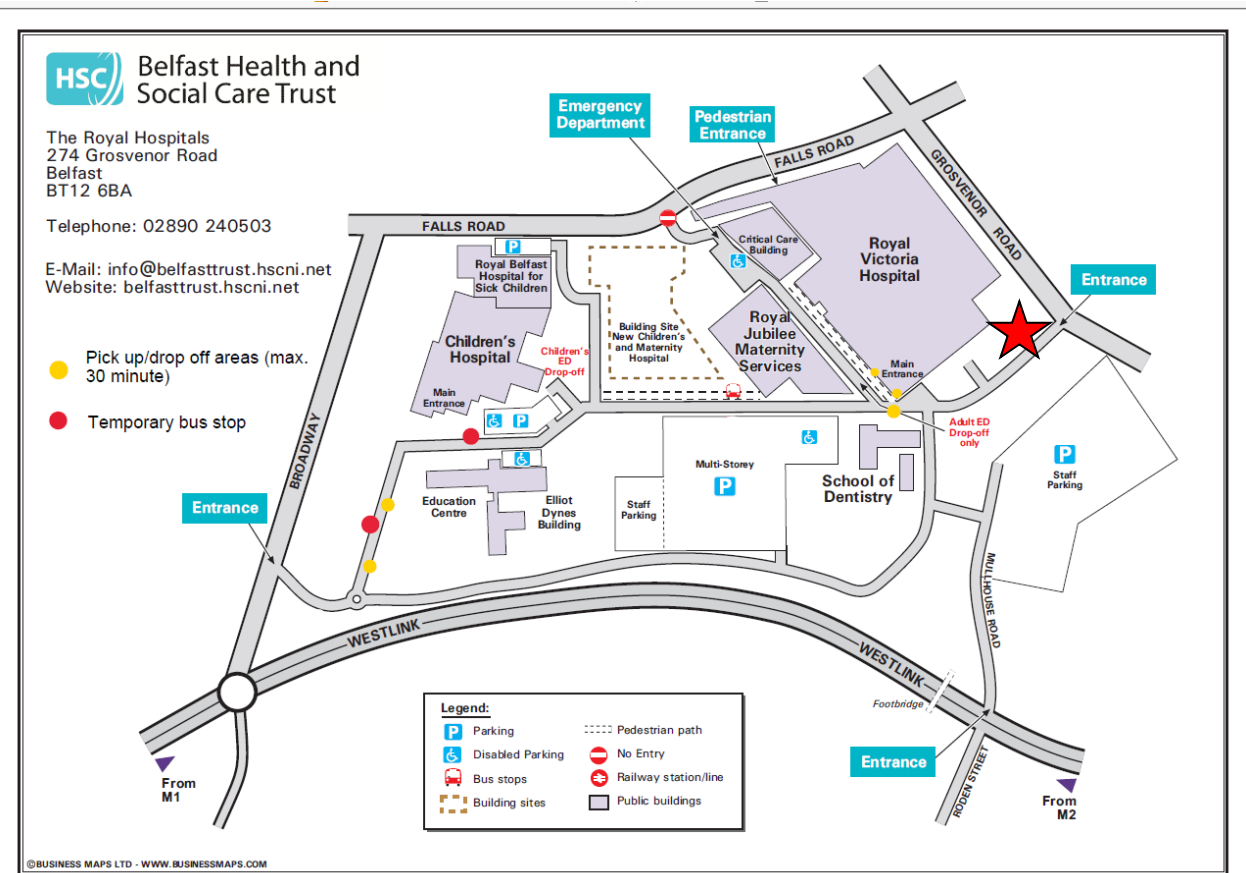 HSC
Belfast Health and
Social Care Trust
The Royal Hospitals
274 Grosvenor Road
Belfast
BT12 6BA
Telephone: 02890 240503
E-Mail: info@belfasttrust.hscni.net
Website: belfasttrust.hscni.net
Pick up/drop off areas (max.
30 minute)
Temporary bus stop
Emergency
Department
Pedestrian
Entrance
FALLS ROAD
GROSVENOR ROAD
FALLS ROAD
Critical Care
Building
Royal
Victoria
Hospital
Entrance
P
Royal Belfast
Hospital for
Sick Children
Building Site
New Children's
and Maternity
Hospital
Royal
Jubilee
Maternity
Services
Children's
Hospital
Children's
ED
Drop-off
Main
Entrance
Main
Entrance
P
Adult ED
Drop-off
only
BROADWAY
Multi-Storey
P
School of
Dentistry
P
Staff
Parking
Education
Centre
Elliot
Dynes
Building
Staff
Parking
Entrance
MULLHOUSE ROAD
WESTLINK
WESTLINK
Footbridge
Entrance
RODEN STREET
From
M1
From
M2
Legend:
P Parking
Pedestrian path
Disabled Parking
No Entry
Bus stops
Railway station/line
Building sites
Public buildings
©BUSINESS MAPS LTD - WWW.BUSINESSMAPS.COM